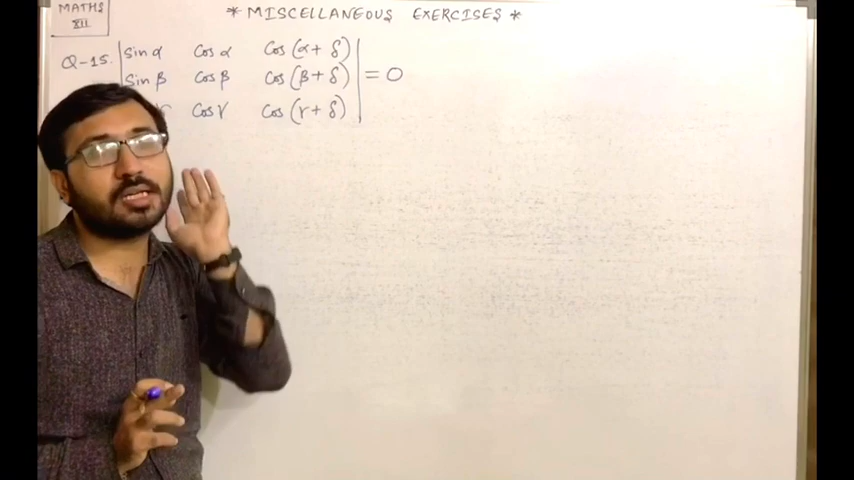 MATHS
XII
* MISCELLANEOUS EXERCISES *
Q-15. | sin α cos α cos (α + δ) |
| sin β cos β cos (β + δ) | = 0
cos γ cos (γ + δ) |